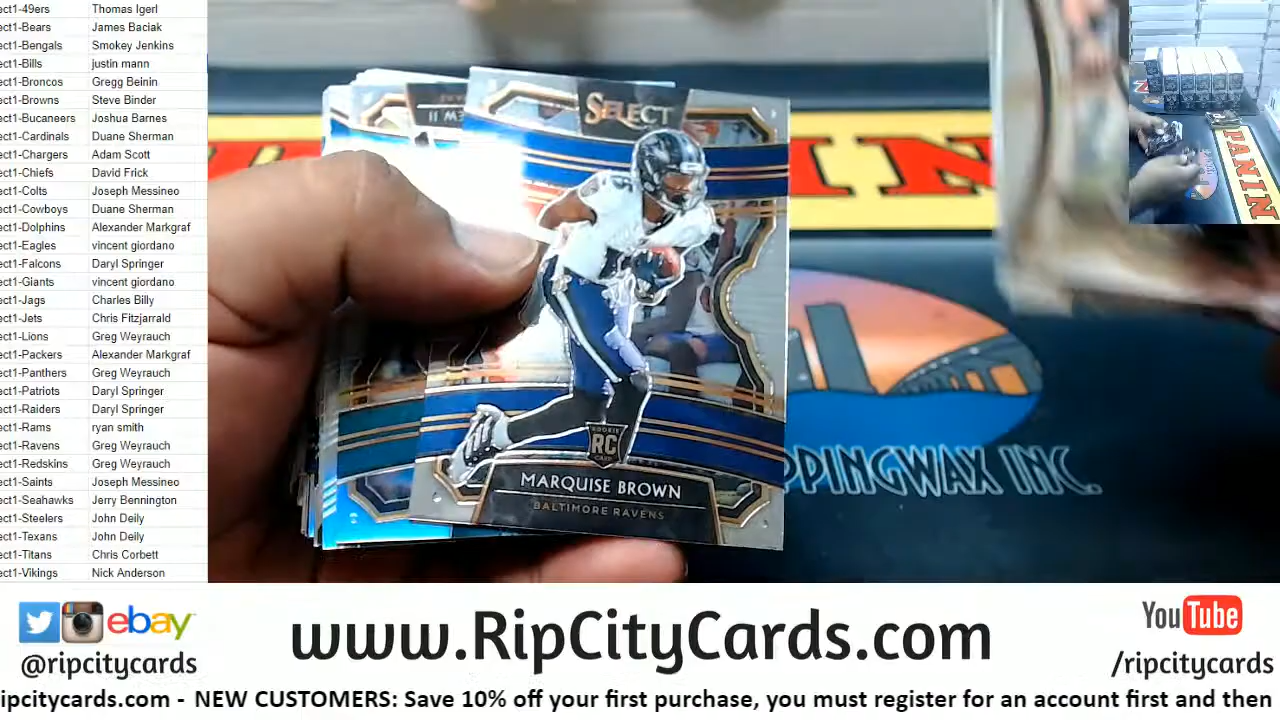 ect1-49ers Thomas Igerl
ect1-Bears James Baciak
ect1-Bengals Smokey Jenkins
ect1-Bills justin mann
ect1-Broncos Gregg Beinin
ect1-Browns Steve Binder
ect1-Bucaneers Joshua Barnes
ect1-Cardinals Duane Sherman
ect1-Chargers Adam Scott
ect1-Chiefs David Frick
ect1-Colts Joseph Messineo
ect1-Cowboys Duane Sherman
ect1-Dolphins Alexander Markgraf
ect1-Eagles vincent giordano
ect1-Falcons Daryl Springer
ect1-Giants vincent giordano
ect1-Jags Charles Billy
ect1-Jets Chris Fitzjarrald
ect1-Lions Greg Weyrauch
ect1-Packers Alexander Markgraf
ect1-Panthers Greg Weyrauch
ect1-Patriots Daryl Springer
ect1-Raiders Daryl Springer
ect1-Rams ryan smith
ect1-Ravens Greg Weyrauch
ect1-Redskins Greg Weyrauch
ect1-Saints Joseph Messineo
ect1-Seahawks Jerry Bennington
ect1-Steelers John Deily
ect1-Texans John Deily
ect1-Titans Chris Corbett
ect1-Vikings Nick Anderson
SELECT
ROOKIE
RC
CARD
MARQUISE BROWN
BALTIMORE RAVENS
PPINGWAX INC.
PANIN
ebay
@ripcitycards
www.RipCityCards.com
YouTube
/ripcitycards
ripcitycards.com - NEW CUSTOMERS: Save 10% off your first purchase, you must register for an account first and then